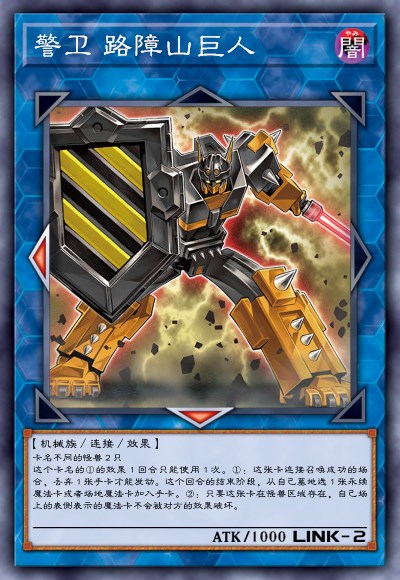 警卫 路障山巨人
闇
やみ
【机械族／连接／效果】
卡名不同的怪兽2只
这个卡名的①的效果1回合只能使用1次。①：这张卡连接召唤成功的场
合，丢弃1张手卡才能发动。这个回合的结束阶段，从自己墓地选1张永续
魔法卡或者场地魔法卡加入手卡。②：只要这张卡在怪兽区域存在，自己场
上的表侧表示的魔法卡不会被对方的效果破坏。
ATK/1000 LINK-2